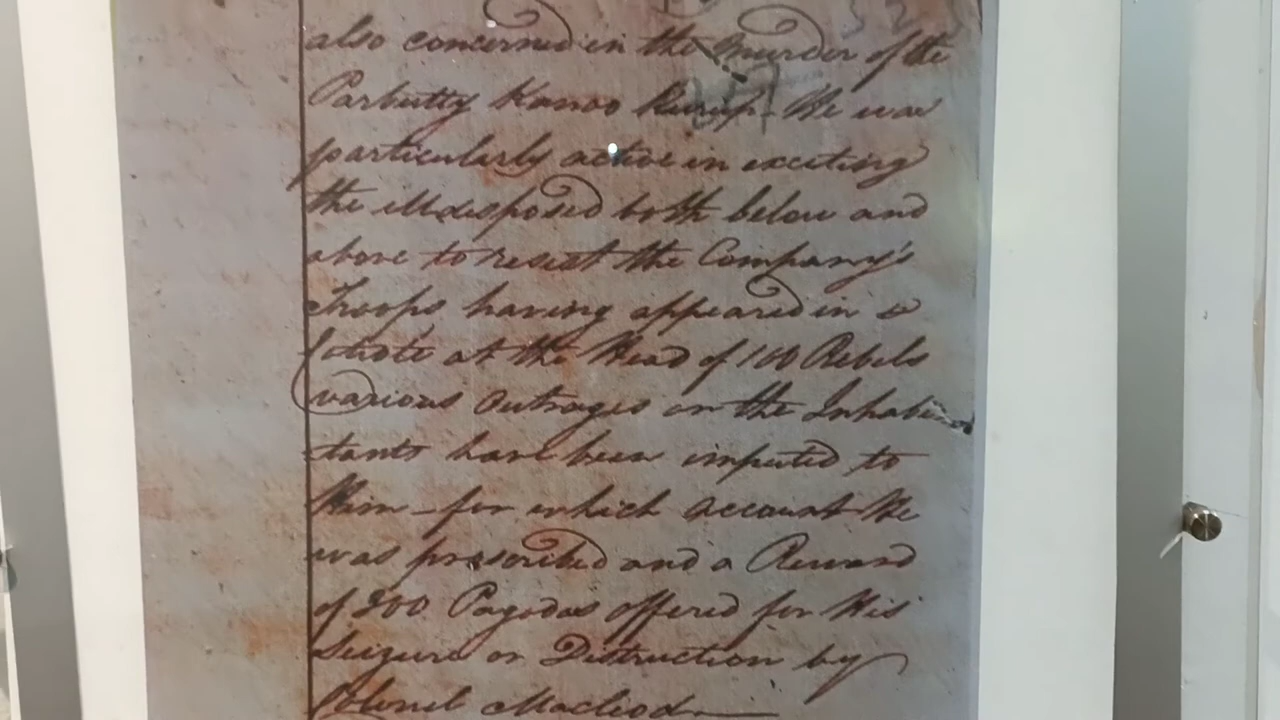 also concerned in the murder of the
Parbutty Kanoo Kurup - He was
particularly active in exciting
the illdisposed both below and
above to resist the Company's
Troops having appeared in a
at the Head of 100 Rebels
various Outrages on the Inhabi
tants have been imputed to
Him - for which account He
was proscribed and a Reward
of 200 Pagodas offered for His
Seizure or Distruction by
Colonel Macleod